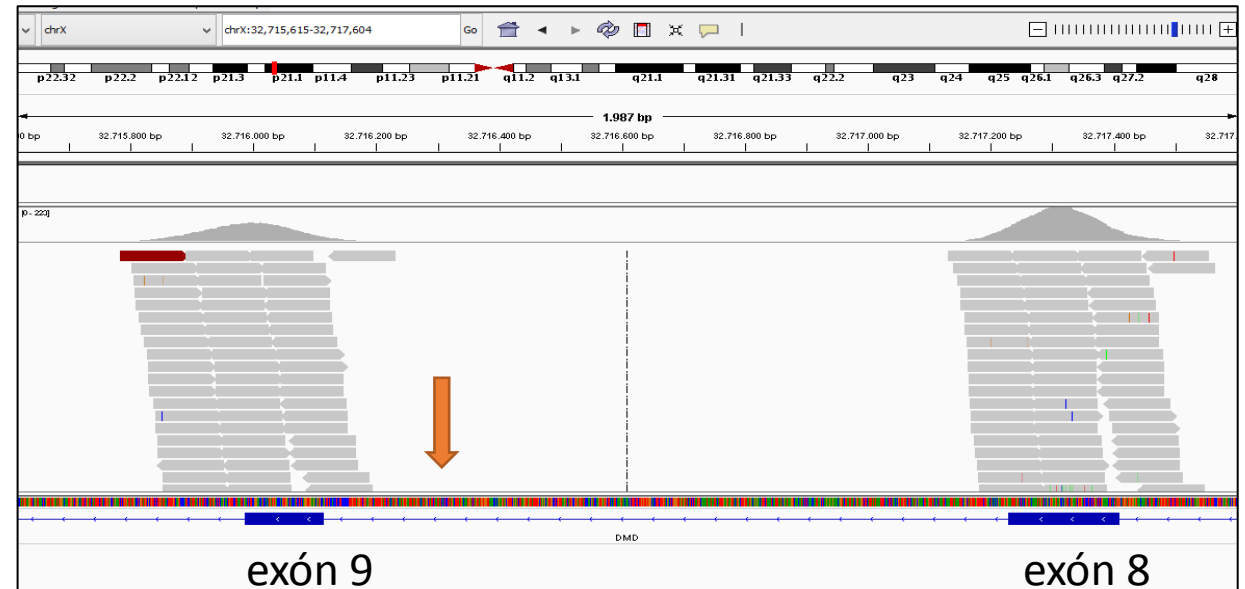 chrX chrX:32,715,615-32,717,604 Go
p22.32 p22.2 p22.12 p21.3 p21.1 p11.4 p11.23 p11.21 q11.2 q13.1 q21.1 q21.31 q21.33 q22.2 q23 q24 q25 q26.1 q26.3 q27.2 q28
1.987 bp
32.715.800 bp 32.716.000 bp 32.716.200 bp 32.716.400 bp 32.716.600 bp 32.716.800 bp 32.717.000 bp 32.717.200 bp 32.717.400 bp
[0 - 223]
DMD
exón 9 exón 8